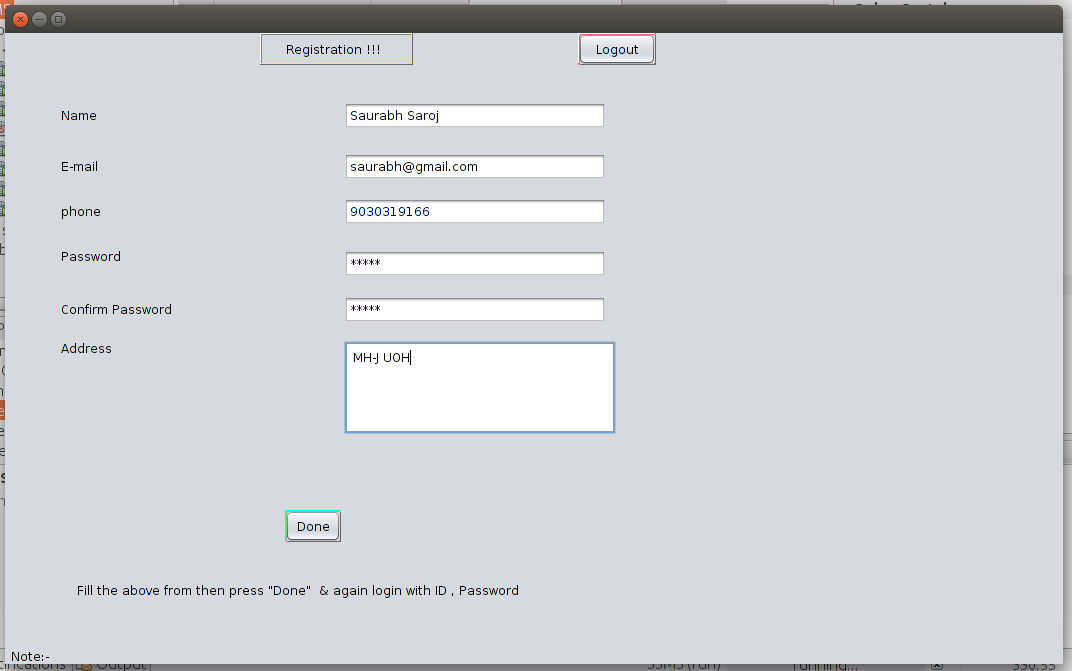 Registration !!! Logout
Name Saurabh Saroj
E-mail saurabh@gmail.com
phone 9030319166
Password *****
Confirm Password *****
Address MH-J UOH
Done
Fill the above from then press "Done" & again login with ID , Password
Note:-